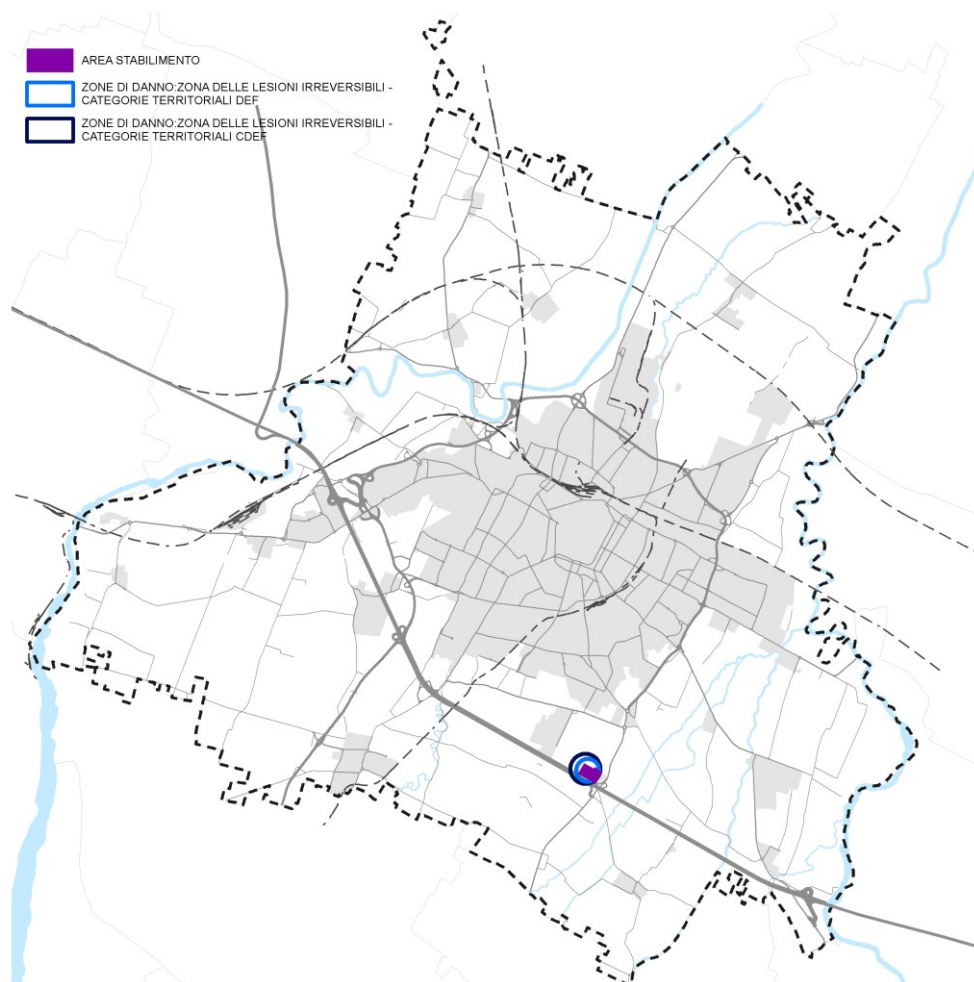 AREA STABILIMENTO
ZONE DI DANNO:ZONA DELLE LESIONI IRREVERSIBILI -
CATEGORIE TERRITORIALI DEF
ZONE DI DANNO:ZONA DELLE LESIONI IRREVERSIBILI -
CATEGORIE TERRITORIALI CDEF